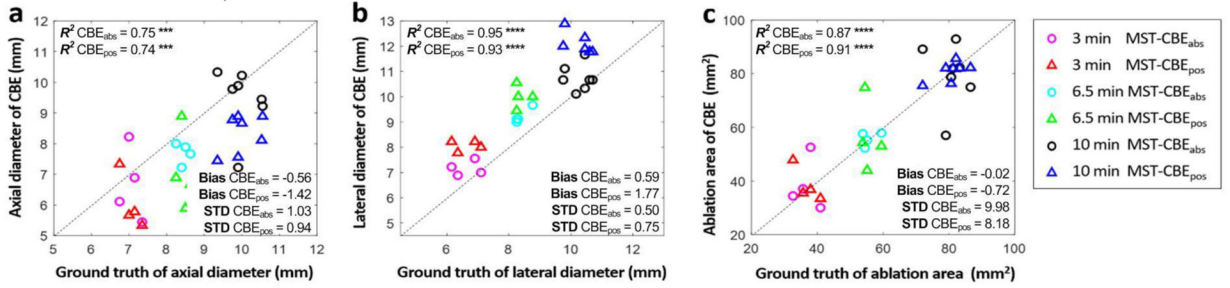 a
R² CBEabs = 0.75 ***
R² CBEpos = 0.74 ***
12
11
10
9
8
7
6
5
Axial diameter of CBE (mm)
Bias CBEabs = -0.56
Bias CBEpos = -1.42
STD CBEabs = 1.03
STD CBEpos = 0.94
5 6 7 8 9 10 11 12
Ground truth of axial diameter (mm)
b
R² CBEabs = 0.95 ****
R² CBEpos = 0.93 ****
13
12
11
10
9
8
7
6
5
Lateral diameter of CBE (mm)
Bias CBEabs = 0.59
Bias CBEpos = 1.77
STD CBEabs = 0.50
STD CBEpos = 0.75
6 8 10 12
Ground truth of lateral diameter (mm)
c
R² CBEabs = 0.87 ****
R² CBEpos = 0.91 ****
100
80
60
40
20
Ablation area of CBE (mm²)
Bias CBEabs = -0.02
Bias CBEpos = -0.72
STD CBEabs = 9.98
STD CBEpos = 8.18
20 40 60 80 100
Ground truth of ablation area (mm²)
3 min MST-CBEabs
3 min MST-CBEpos
6.5 min MST-CBEabs
6.5 min MST-CBEpos
10 min MST-CBEabs
10 min MST-CBEpos